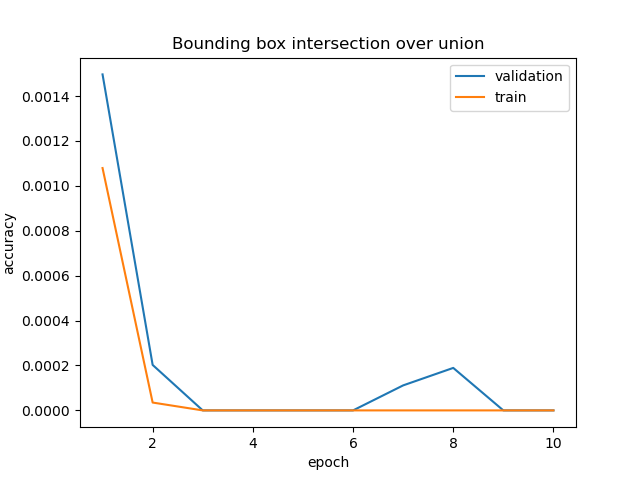 Bounding box intersection over union
validation
train
0.0014
0.0012
0.0010
0.0008
0.0006
0.0004
0.0002
0.0000
accuracy
2 4 6 8 10
epoch